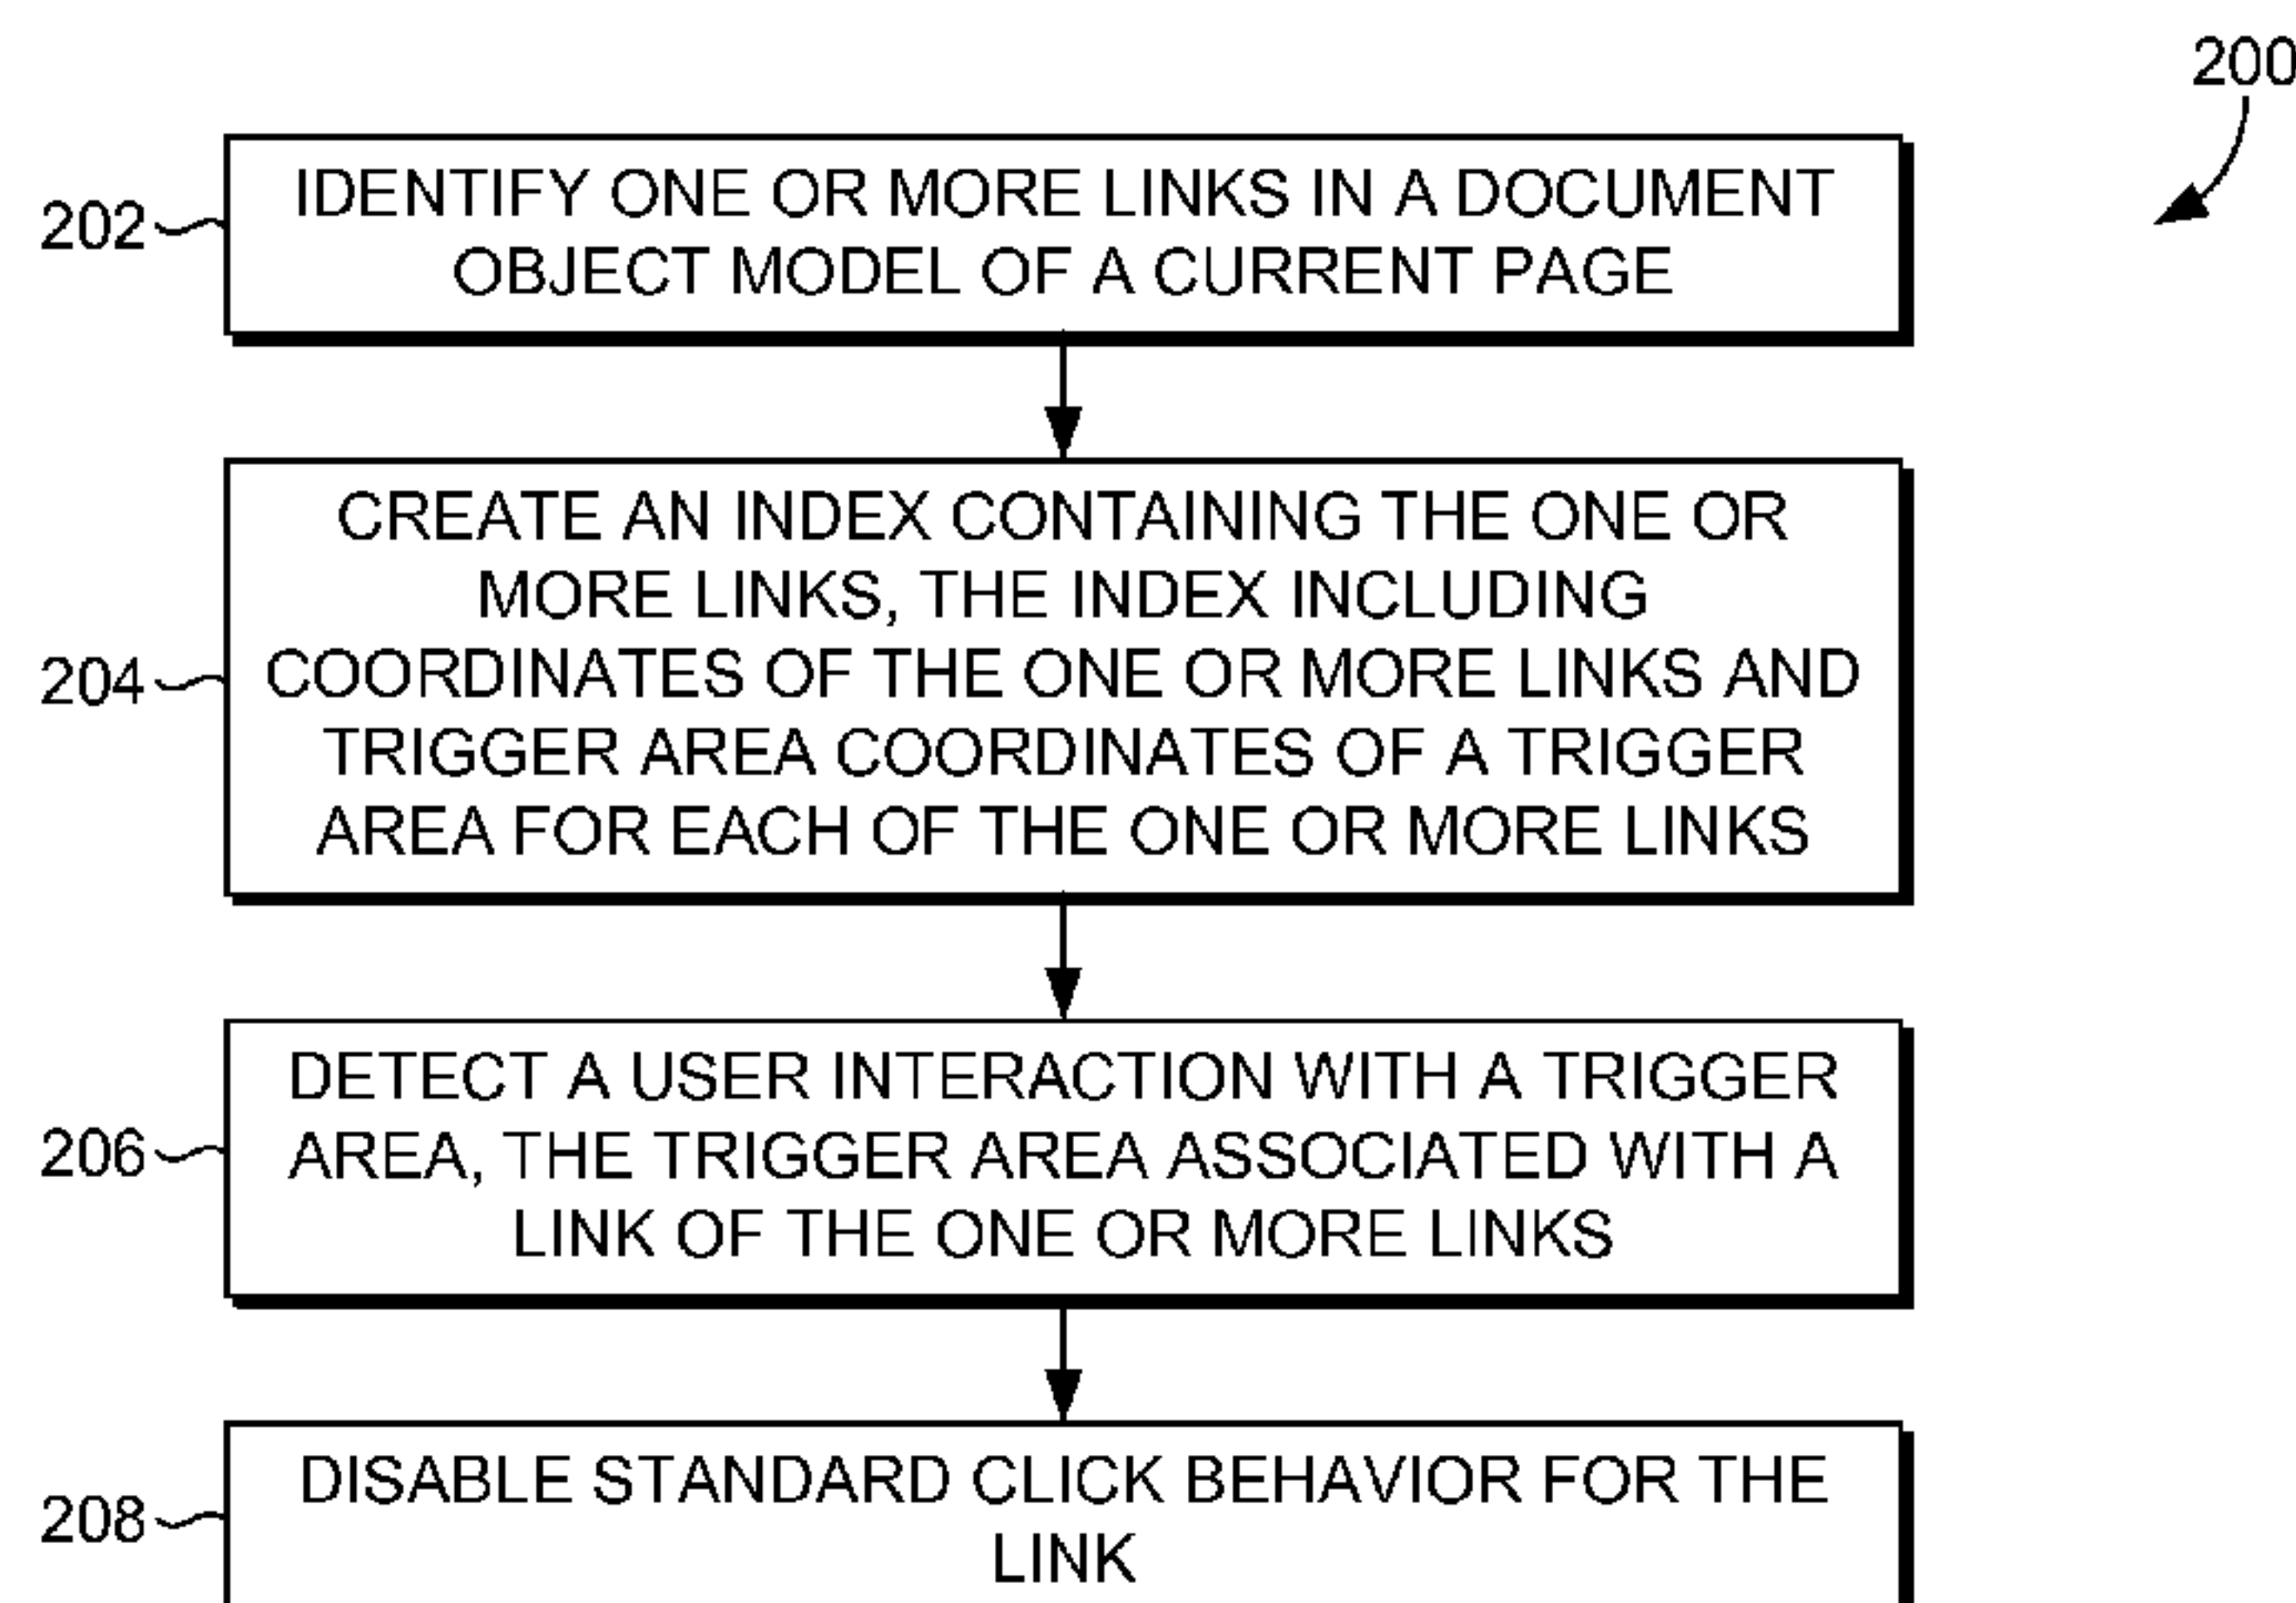 200
202
IDENTIFY ONE OR MORE LINKS IN A DOCUMENT
OBJECT MODEL OF A CURRENT PAGE
204
CREATE AN INDEX CONTAINING THE ONE OR
MORE LINKS, THE INDEX INCLUDING
COORDINATES OF THE ONE OR MORE LINKS AND
TRIGGER AREA COORDINATES OF A TRIGGER
AREA FOR EACH OF THE ONE OR MORE LINKS
206
DETECT A USER INTERACTION WITH A TRIGGER
AREA, THE TRIGGER AREA ASSOCIATED WITH A
LINK OF THE ONE OR MORE LINKS
208
DISABLE STANDARD CLICK BEHAVIOR FOR THE
LINK